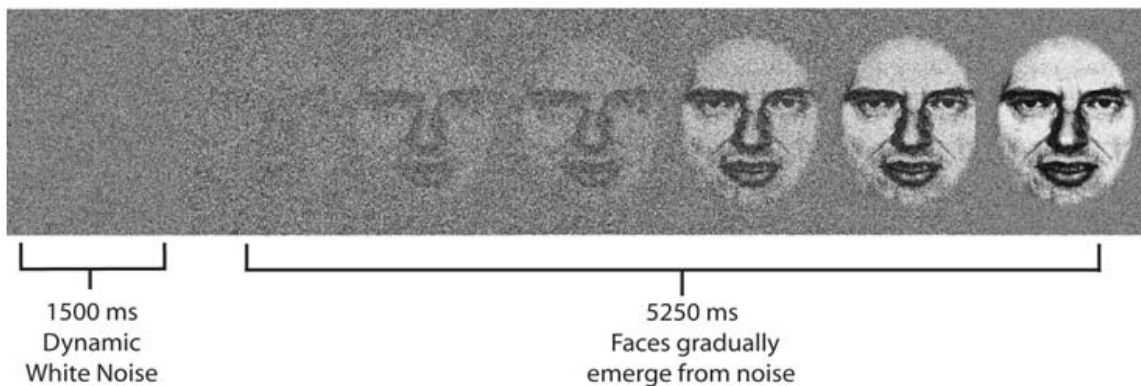 1500 ms
Dynamic
White Noise
5250 ms
Faces gradually
emerge from noise